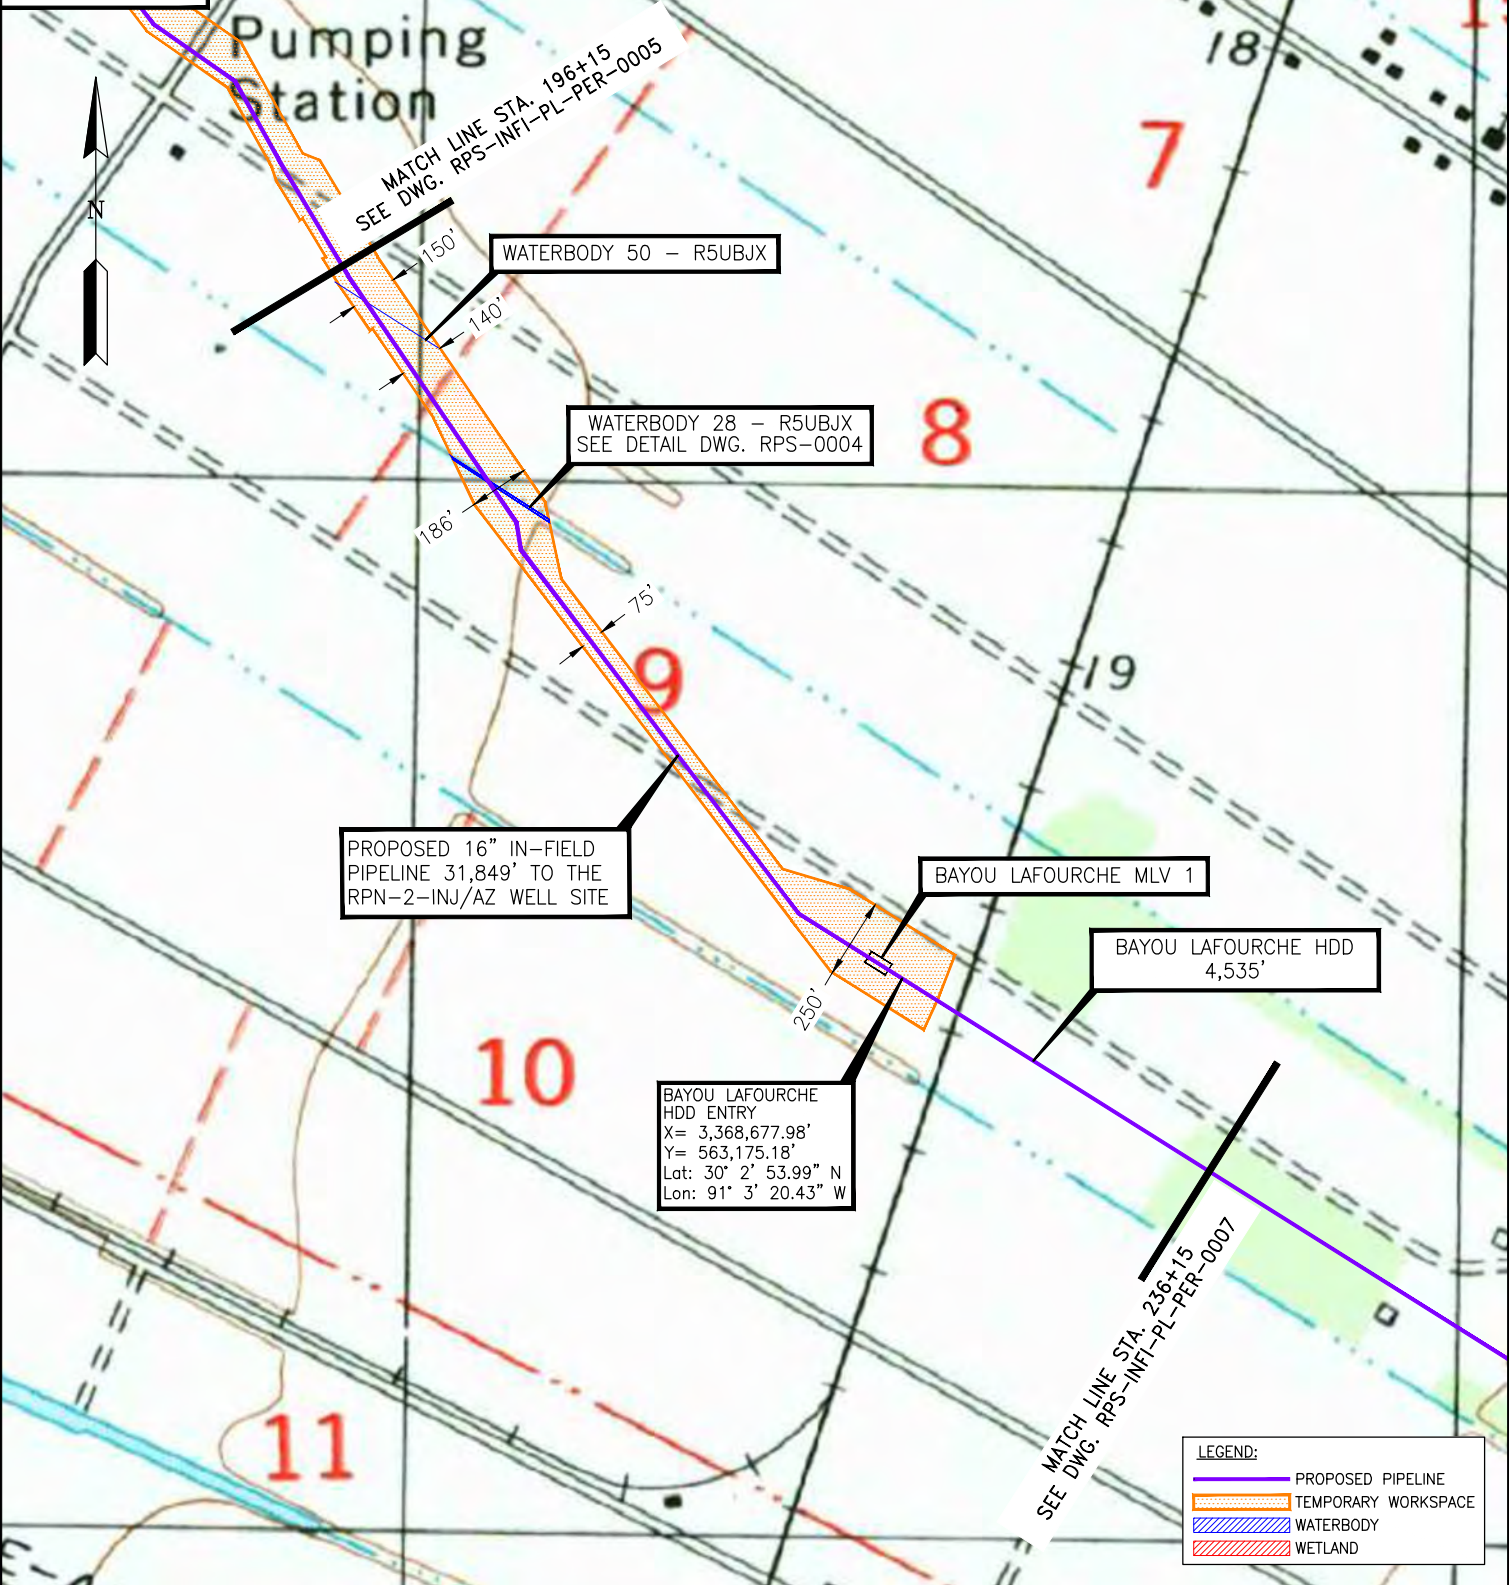 Pumping
Station
MATCH LINE STA. 196+15
SEE DWG. RPS-INFI-PL-PER-0005
18
7
N
150'
WATERBODY 50 - R5UBJX
140'
WATERBODY 28 - R5UBJX
SEE DETAIL DWG. RPS-0004
8
186'
75'
9
19
PROPOSED 16" IN-FIELD
PIPELINE 31,849' TO THE
RPN-2-INJ/AZ WELL SITE
BAYOU LAFOURCHE MLV 1
BAYOU LAFOURCHE HDD
4,535'
250'
10
BAYOU LAFOURCHE
HDD ENTRY
X= 3,368,677.98'
Y= 563,175.18'
Lat: 30° 2' 53.99" N
Lon: 91° 3' 20.43" W
MATCH LINE STA. 236+15
SEE DWG. RPS-INFI-PL-PER-0007
11
LEGEND:
PROPOSED PIPELINE
TEMPORARY WORKSPACE
WATERBODY
WETLAND